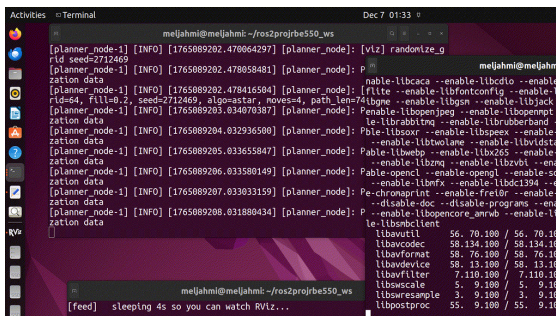 Activities
Terminal
Dec 7 01:33
meljahmi@meljahmi: ~/ros2projrbe550_ws
[planner_node-1] [INFO] [1765089202.470064297] [planner_node]: [viz] randomize_g
rid seed=2712469
[planner_node-1] [INFO] [1765089202.478058481] [planner_node]: P
zation data
[planner_node-1] [INFO] [1765089202.478416504] [planner_node]: [
rid=64, fill=0.2, seed=2712469, algo=astar, moves=4, path_len=74
[planner_node-1] [INFO] [1765089203.034070387] [planner_node]: P
zation data
[planner_node-1] [INFO] [1765089204.032936500] [planner_node]: P
zation data
[planner_node-1] [INFO] [1765089205.033655847] [planner_node]: P
zation data
[planner_node-1] [INFO] [1765089206.033580149] [planner_node]: P
zation data
[planner_node-1] [INFO] [1765089207.033033159] [planner_node]: P
zation data
[planner_node-1] [INFO] [1765089208.031880434] [planner_node]: P
zation data
meljahmi@meljahm
nable-libcaca --enable-libcdio --enable-
flite --enable-libfontconfig --enable-
ibgme --enable-libgsm --enable-libjack
enable-libopenjpeg --enable-libopenmpt
le-librabbitmq --enable-librubberband -
ble-libsoxr --enable-libspeex --enable-
--enable-libtwolame --enable-libvidsta
able-libwebp --enable-libx265 --enable-
--enable-libzmq --enable-libzvbi --ena
able-opencl --enable-opengl --enable-sd
--enable-libmfx --enable-libdc1394 --e
e-chromaprint --enable-frei0r --enable-
--disable-doc --disable-programs --ena
--enable-libopencore_amrwb --enable-li
le-libsmbclient
libavutil 56. 70.100 / 56. 70.10
libavcodec 58.134.100 / 58.134.10
libavformat 58. 76.100 / 58. 76.10
libavdevice 58. 13.100 / 58. 13.10
libavfilter 7.110.100 / 7.110.10
libswscale 5. 9.100 / 5. 9.10
libswresample 3. 9.100 / 3. 9.10
libpostproc 55. 9.100 / 55. 9.10
RViz
meljahmi@meljahmi: ~/ros2projrbe550_ws
[feed] sleeping 4s so you can watch RViz...